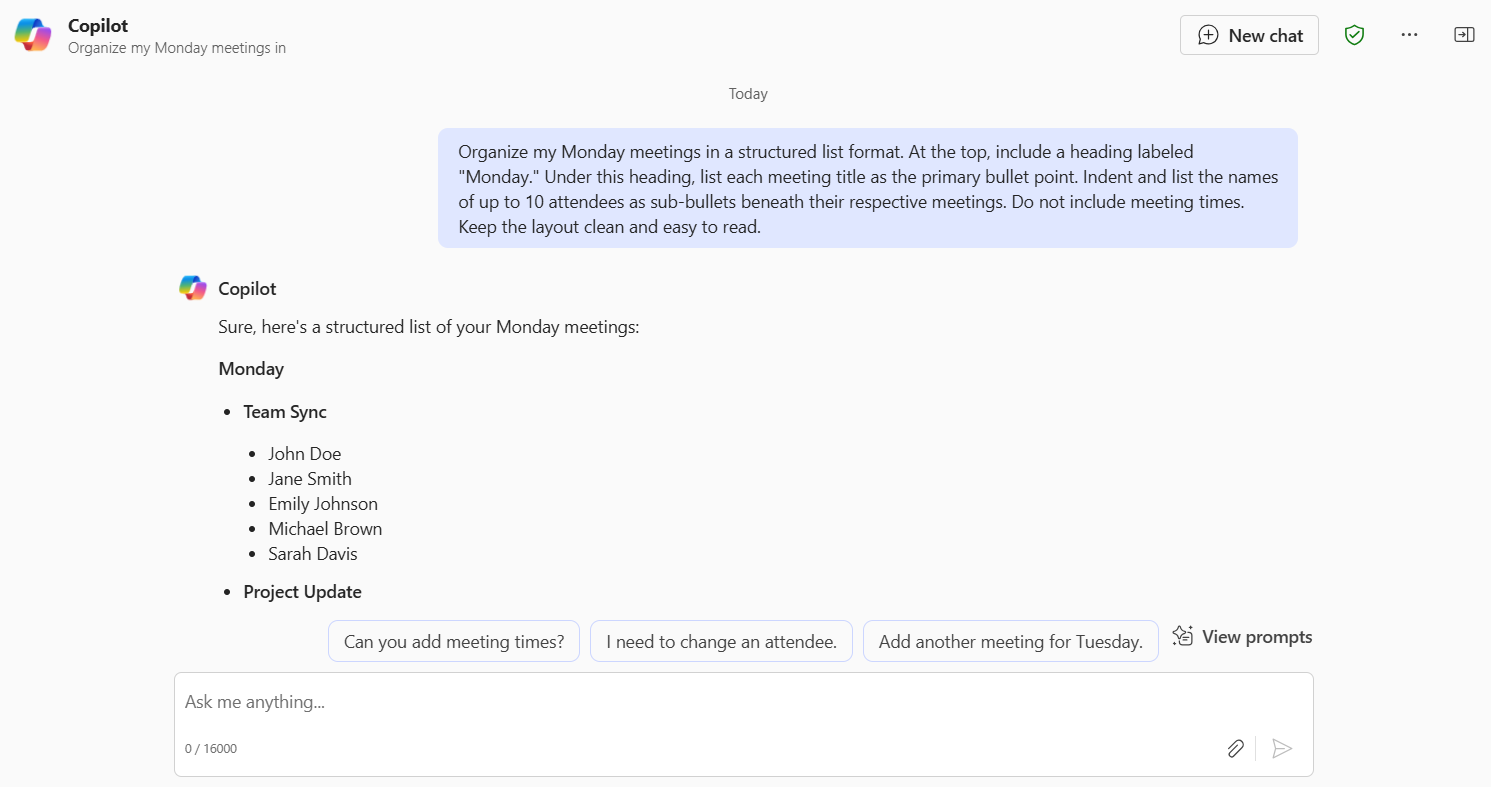 Copilot
Organize my Monday meetings in
New chat
Today
Organize my Monday meetings in a structured list format. At the top, include a heading labeled
"Monday." Under this heading, list each meeting title as the primary bullet point. Indent and list the names
of up to 10 attendees as sub-bullets beneath their respective meetings. Do not include meeting times.
Keep the layout clean and easy to read.
Copilot
Sure, here's a structured list of your Monday meetings:
Monday
• Team Sync
• John Doe
• Jane Smith
• Emily Johnson
• Michael Brown
• Sarah Davis
• Project Update
Can you add meeting times?
I need to change an attendee.
Add another meeting for Tuesday.
View prompts
Ask me anything...
0 / 16000